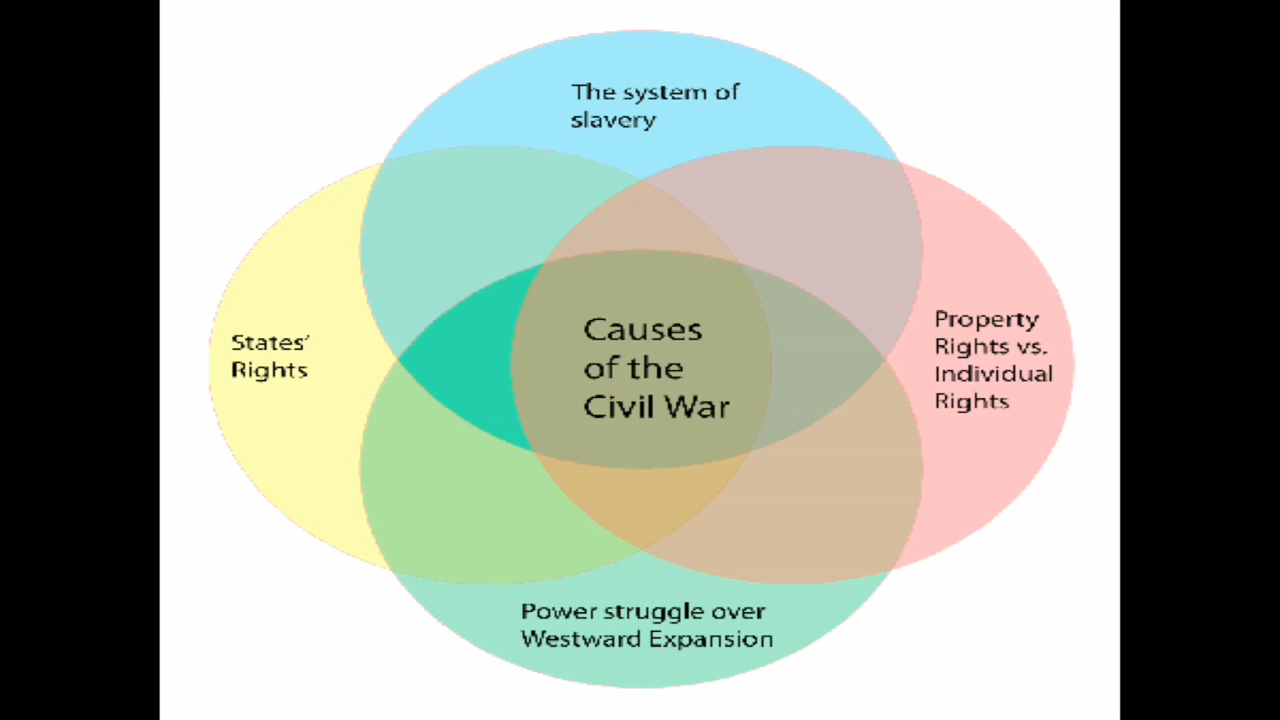 The system of
slavery
States’
Rights
Causes
of the
Civil War
Property
Rights vs.
Individual
Rights
Power struggle over
Westward Expansion